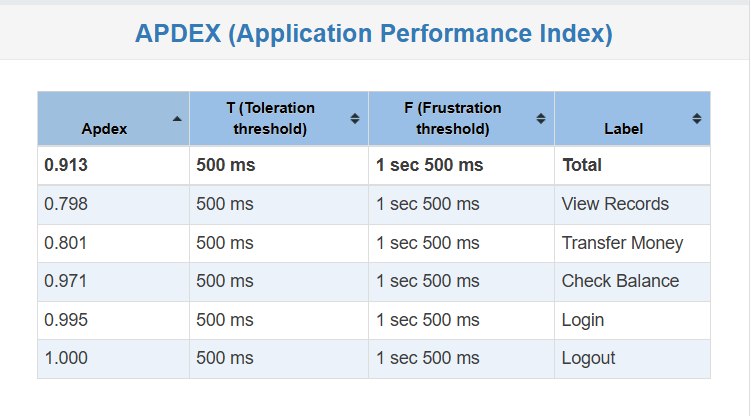 APDEX (Application Performance Index)
Apdex T (Toleration threshold) F (Frustration threshold) Label
0.913 500 ms 1 sec 500 ms Total
0.798 500 ms 1 sec 500 ms View Records
0.801 500 ms 1 sec 500 ms Transfer Money
0.971 500 ms 1 sec 500 ms Check Balance
0.995 500 ms 1 sec 500 ms Login
1.000 500 ms 1 sec 500 ms Logout